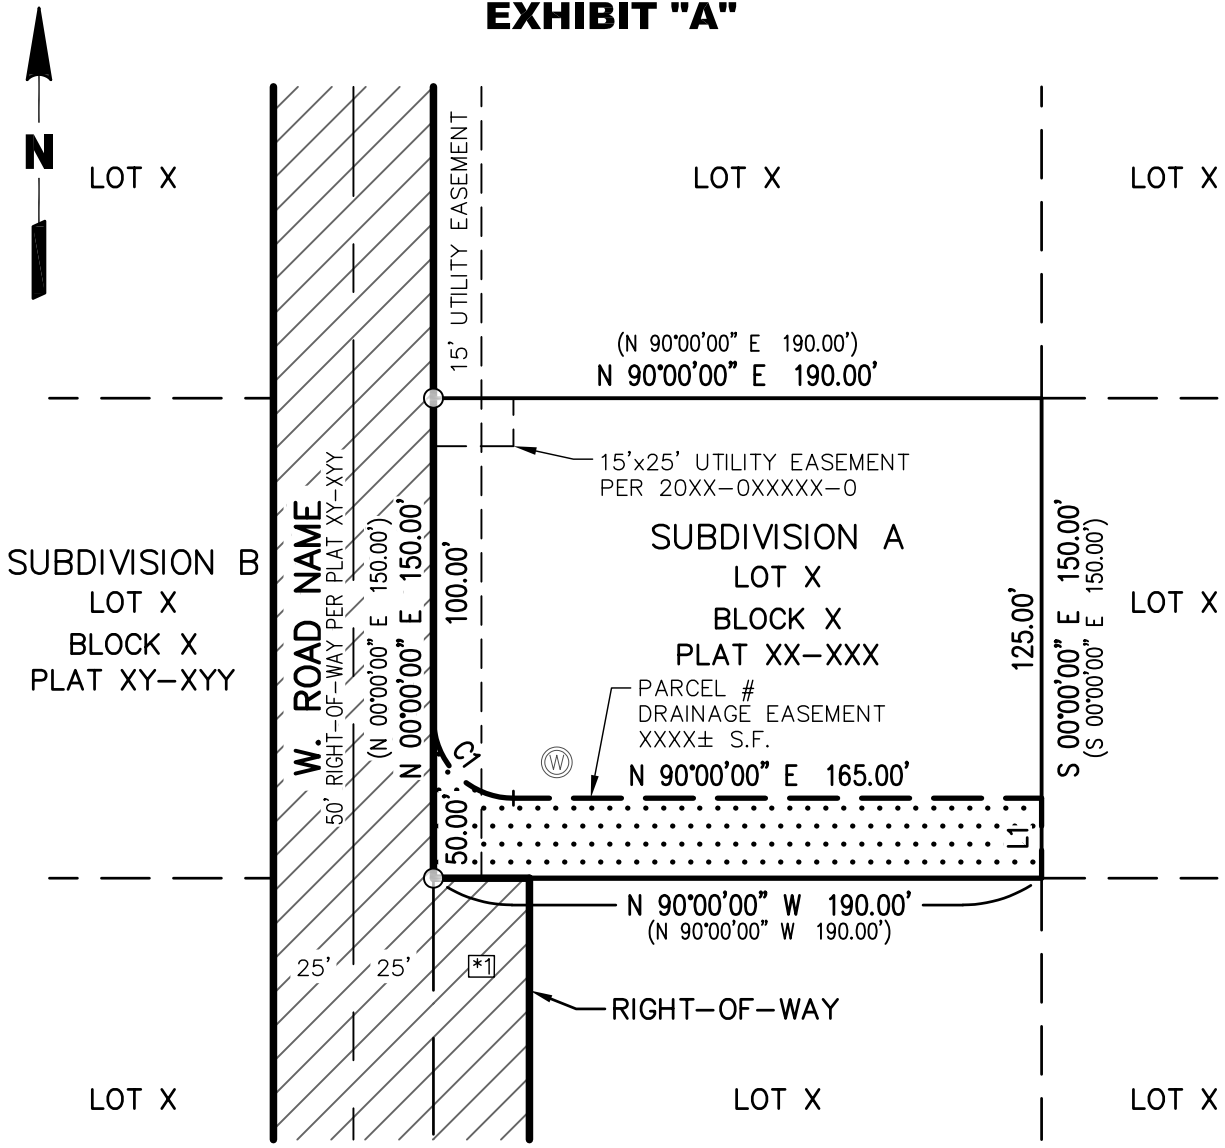 EXHIBIT "A"
N
LOT X
LOT X
LOT X
15' UTILITY EASEMENT
(N 90°00'00" E 190.00')
N 90°00'00" E 190.00'
15'x25' UTILITY EASEMENT
PER 20XX-0XXXXX-0
SUBDIVISION B
LOT X
BLOCK X
PLAT XY-XYY
W. ROAD NAME
50' RIGHT-OF-WAY PER PLAT XY-XYY
(N 00°00'00" E 150.00')
N 00°00'00" E 150.00'
100.00'
SUBDIVISION A
LOT X
BLOCK X
PLAT XX-XXX
125.00'
S 00°00'00" E 150.00'
(S 00°00'00" E 150.00')
LOT X
PARCEL #
DRAINAGE EASEMENT
XXXX± S.F.
C1
W
N 90°00'00" E 165.00'
50.00'
L1
N 90°00'00" W 190.00'
(N 90°00'00" W 190.00')
25'
25'
*1
RIGHT-OF-WAY
LOT X
LOT X
LOT X